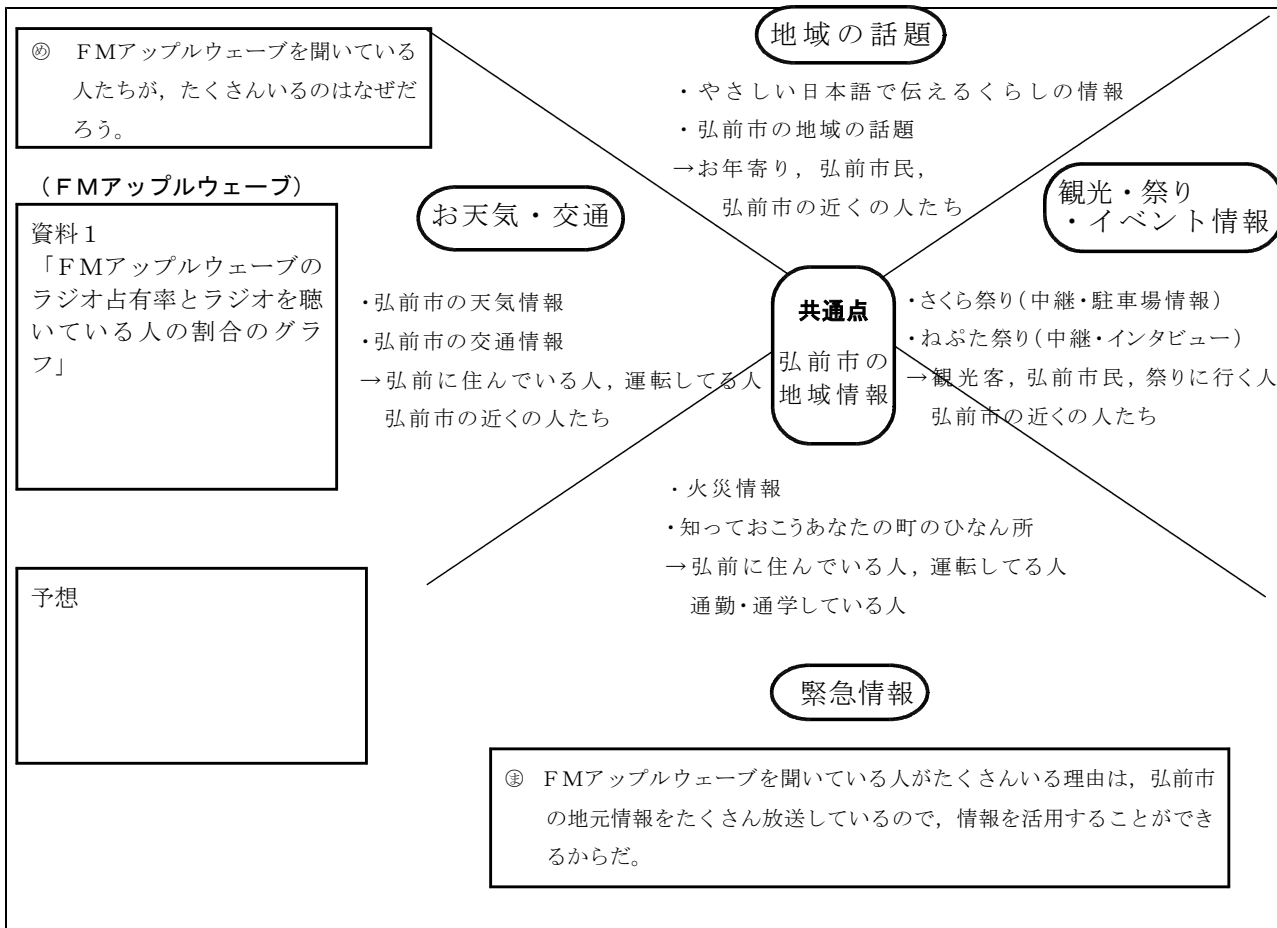 ㋱ ＦＭアップルウェーブを聞いている
人たちが，たくさんいるのはなぜだ
ろう。
（ＦＭアップルウェーブ）
資料１
「ＦＭアップルウェーブの
ラジオ占有率とラジオを聴
いている人の割合のグラ
フ」
予想
地域の話題
・やさしい日本語で伝えるくらしの情報
・弘前市の地域の話題
→お年寄り，弘前市民，
弘前市の近くの人たち
お天気・交通
・弘前市の天気情報
・弘前市の交通情報
→弘前に住んでいる人，運転してる人
弘前市の近くの人たち
共通点
弘前市の
地域情報
観光・祭り
・イベント情報
・さくら祭り（中継・駐車場情報）
・ねぷた祭り（中継・インタビュー）
→観光客，弘前市民，祭りに行く人
弘前市の近くの人たち
・火災情報
・知っておこうあなたの町のひなん所
→弘前に住んでいる人，運転してる人
通勤・通学している人
緊急情報
㋮ ＦＭアップルウェーブを聞いている人がたくさんいる理由は，弘前市
の地元情報をたくさん放送しているので，情報を活用することができ
るからだ。